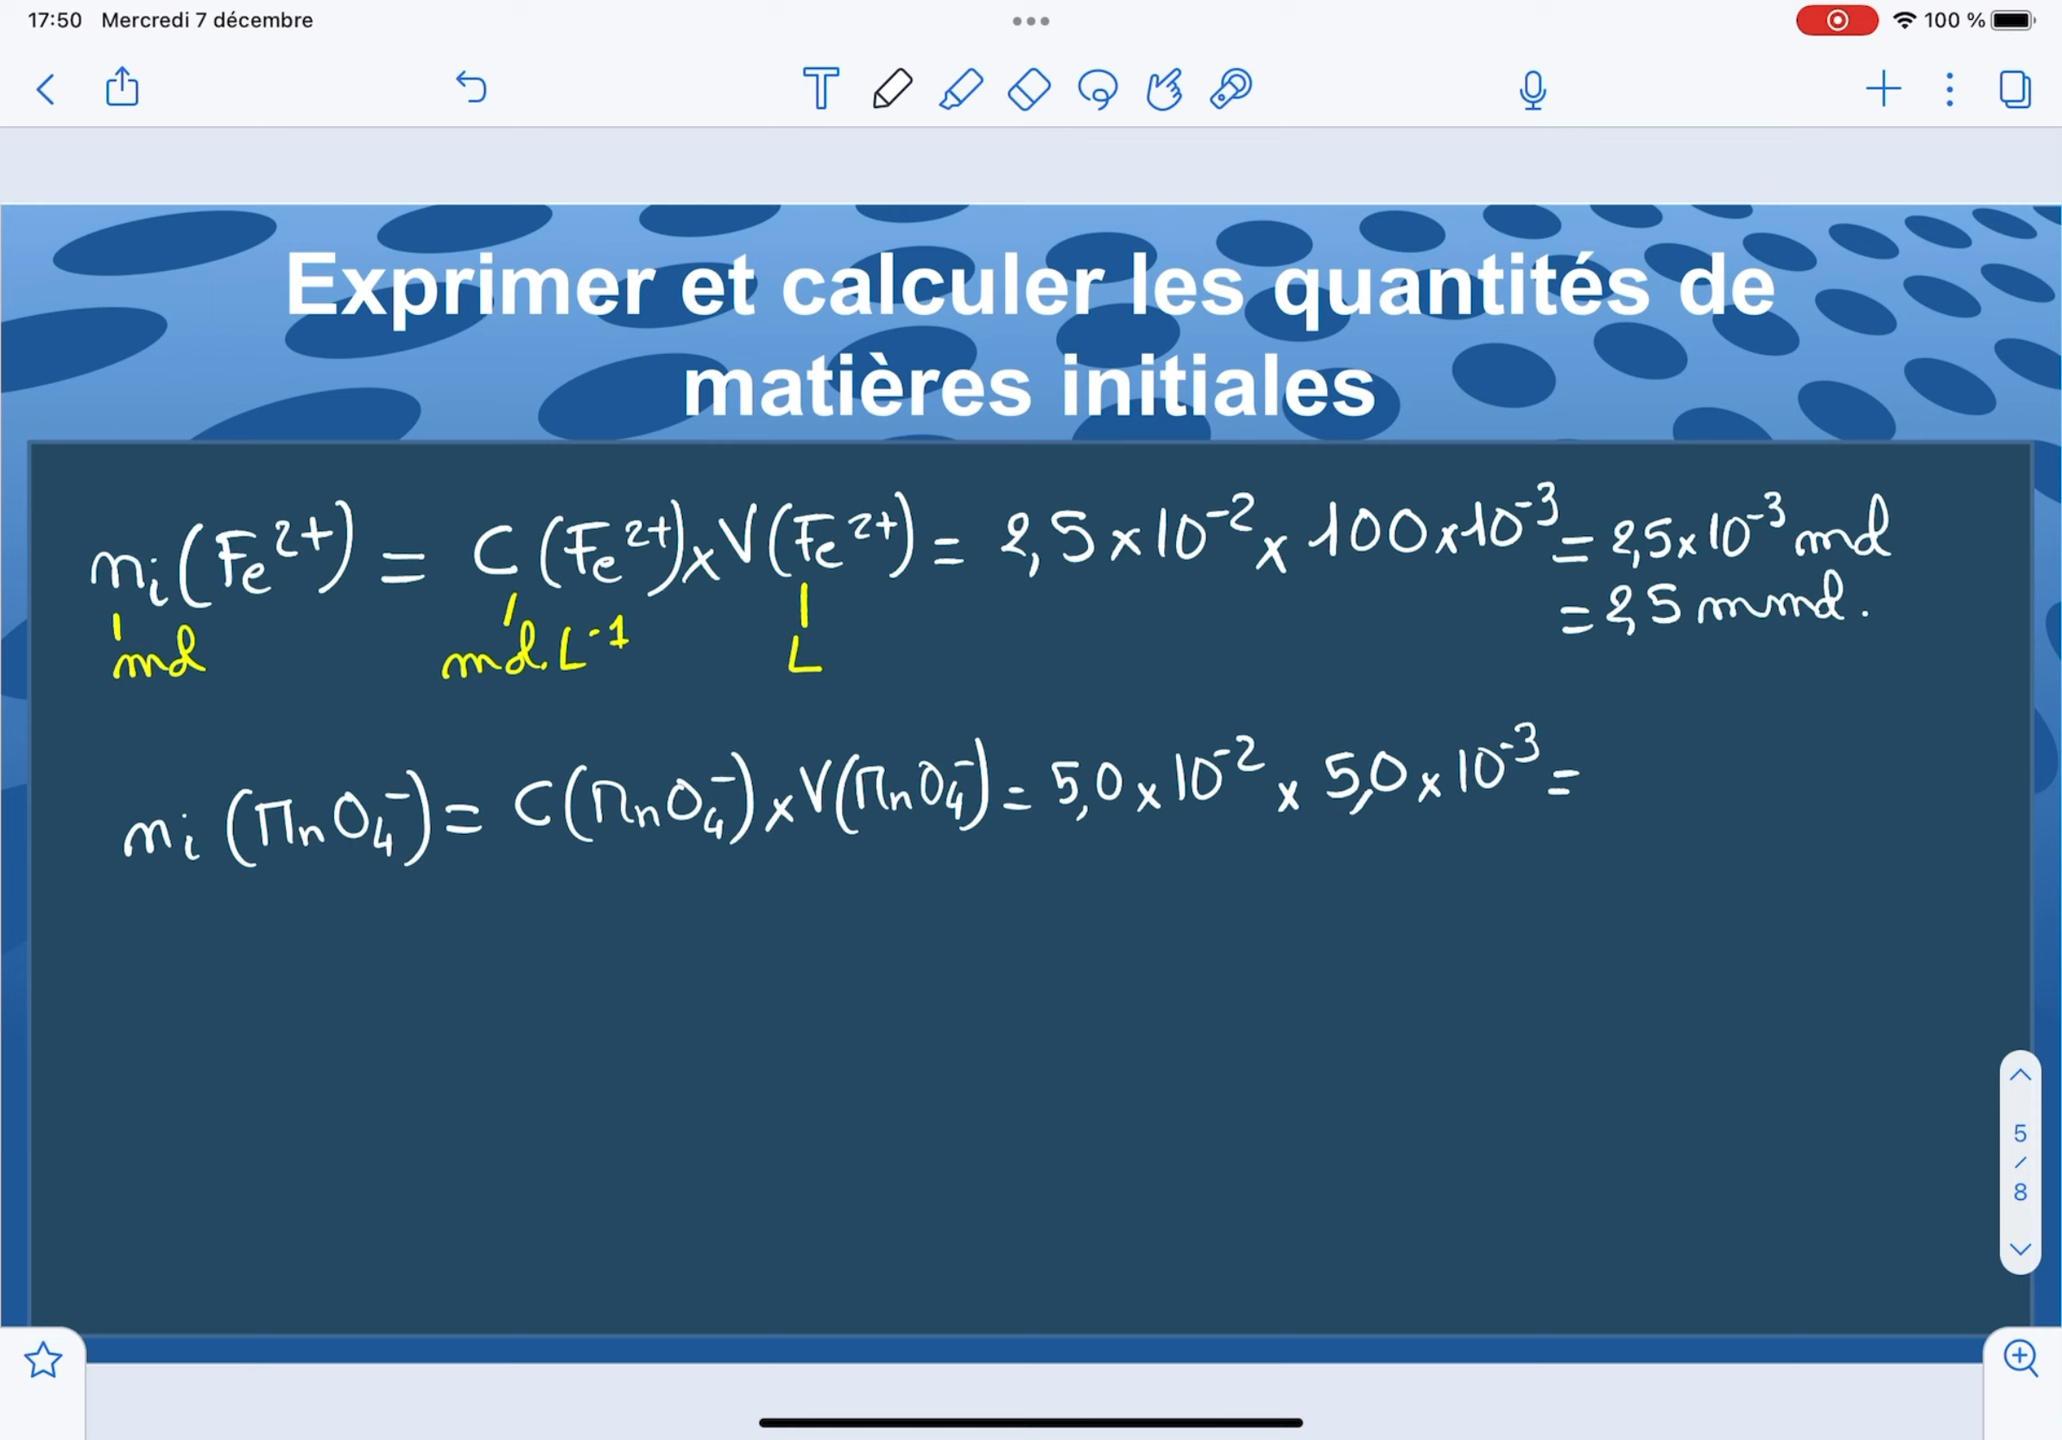 17:50 Mercredi 7 décembre
100 %
Exprimer et calculer les quantités de
matières initiales
nᵢ(Fe²⁺) = C(Fe²⁺)×V(Fe²⁺) = 2,5×10⁻² × 100×10⁻³ = 2,5×10⁻³ mol
= 2,5 mmol.
mol mol.L⁻¹ L
nᵢ(MnO₄⁻) = C(MnO₄⁻)×V(MnO₄⁻) = 5,0×10⁻² × 5,0×10⁻³ =
5
/
8